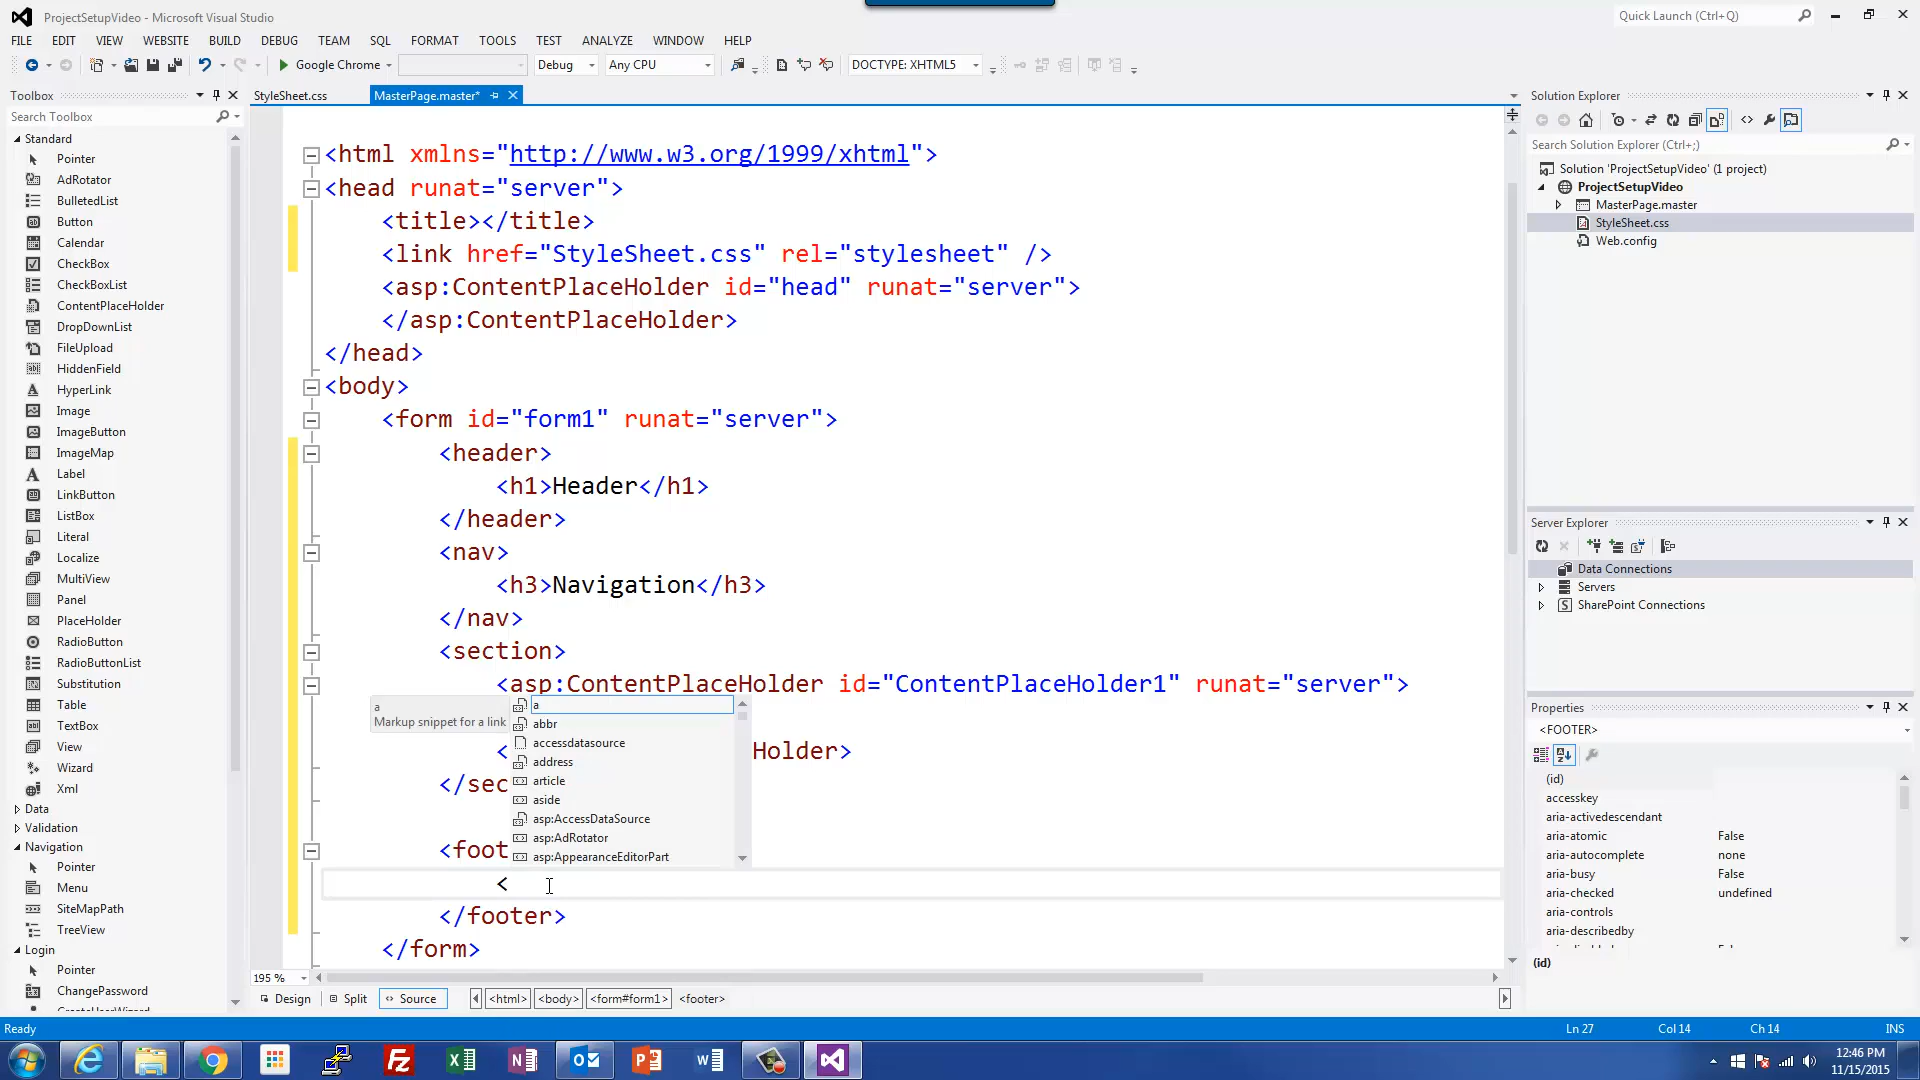 ProjectSetupVideo - Microsoft Visual Studio
Quick Launch (Ctrl+Q)
FILE EDIT VIEW WEBSITE BUILD DEBUG TEAM SQL FORMAT TOOLS TEST ANALYZE WINDOW HELP
Google Chrome Debug Any CPU DOCTYPE: XHTML5
Toolbox
Search Toolbox
Standard
Pointer
AdRotator
BulletedList
Button
Calendar
CheckBox
CheckBoxList
ContentPlaceHolder
DropDownList
FileUpload
HiddenField
HyperLink
Image
ImageButton
ImageMap
Label
LinkButton
ListBox
Literal
Localize
MultiView
Panel
PlaceHolder
RadioButton
RadioButtonList
Substitution
Table
TextBox
View
Wizard
Xml
Data
Validation
Navigation
Pointer
Menu
SiteMapPath
TreeView
Login
Pointer
ChangePassword
CreateUserWizard
StyleSheet.css MasterPage.master*
<html xmlns="http://www.w3.org/1999/xhtml">
<head runat="server">
<title></title>
<link href="StyleSheet.css" rel="stylesheet" />
<asp:ContentPlaceHolder id="head" runat="server">
</asp:ContentPlaceHolder>
</head>
<body>
<form id="form1" runat="server">
<header>
<h1>Header</h1>
</header>
<nav>
<h3>Navigation</h3>
</nav>
<section>
<asp:ContentPlaceHolder id="ContentPlaceHolder1" runat="server">
< Holder>
</sec
<foot
<
</footer>
</form>
a
Markup snippet for a link
a
abbr
accessdatasource
address
article
aside
asp:AccessDataSource
asp:AdRotator
asp:AppearanceEditorPart
195 %
Design Split Source <html> <body> <form#form1> <footer>
Solution Explorer
Search Solution Explorer (Ctrl+;)
Solution 'ProjectSetupVideo' (1 project)
ProjectSetupVideo
MasterPage.master
StyleSheet.css
Web.config
Server Explorer
Data Connections
Servers
SharePoint Connections
Properties
<FOOTER>
(id)
accesskey
aria-activedescendant
aria-atomic False
aria-autocomplete none
aria-busy False
aria-checked undefined
aria-controls
aria-describedby
(id)
Ready Ln 27 Col 14 Ch 14 INS
12:46 PM
11/15/2015